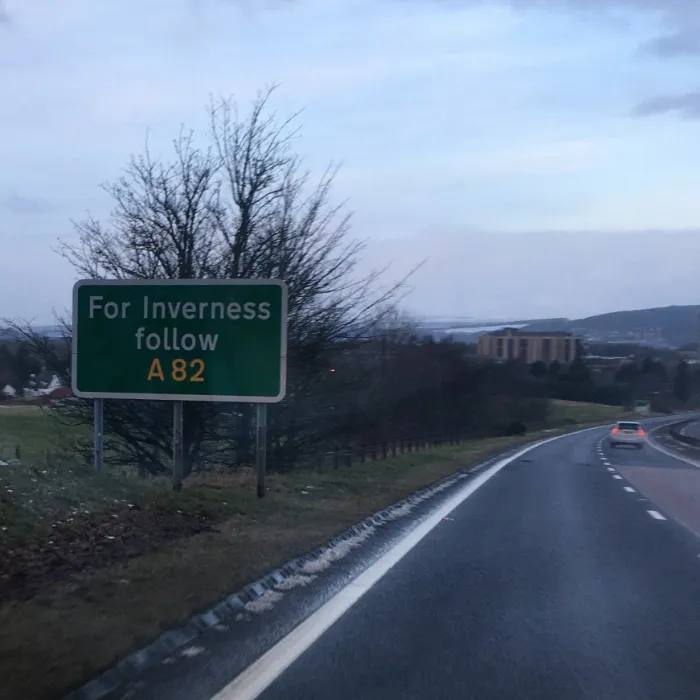 For Inverness
follow
A 82